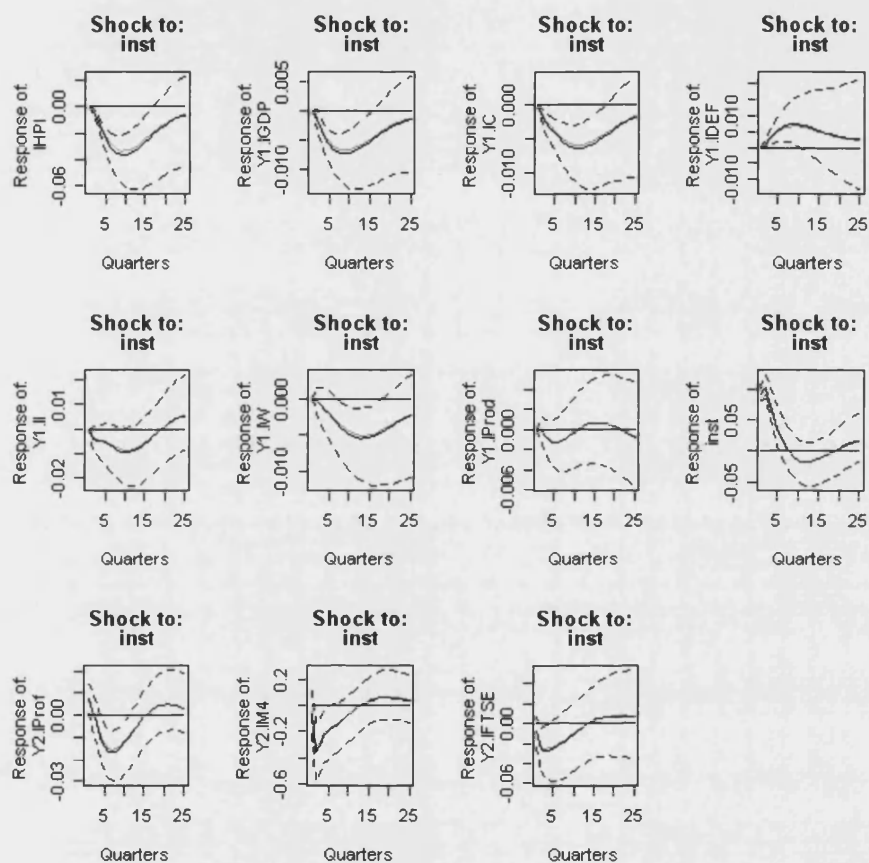 Shock to:
inst
Response of:
lHPI
0.00
-0.06
5 15 25
Quarters
Shock to:
inst
Response of:
Y1.lGDP
0.005
-0.010
5 15 25
Quarters
Shock to:
inst
Response of:
Y1.lC
0.000
-0.010
5 15 25
Quarters
Shock to:
inst
Response of:
Y1.lDEF
0.010
-0.010
5 15 25
Quarters
Shock to:
inst
Response of:
Y1.lI
0.01
-0.02
5 15 25
Quarters
Shock to:
inst
Response of:
Y1.lW
0.000
-0.010
5 15 25
Quarters
Shock to:
inst
Response of:
Y1.lProd
0.000
-0.006
5 15 25
Quarters
Shock to:
inst
Response of:
inst
0.05
-0.05
5 15 25
Quarters
Shock to:
inst
Response of:
Y2.lProf
0.00
-0.03
5 15 25
Quarters
Shock to:
inst
Response of:
Y2.lM4
0.2
-0.2
-0.6
5 15 25
Quarters
Shock to:
inst
Response of:
Y2.lFTSE
0.00
-0.06
5 15 25
Quarters